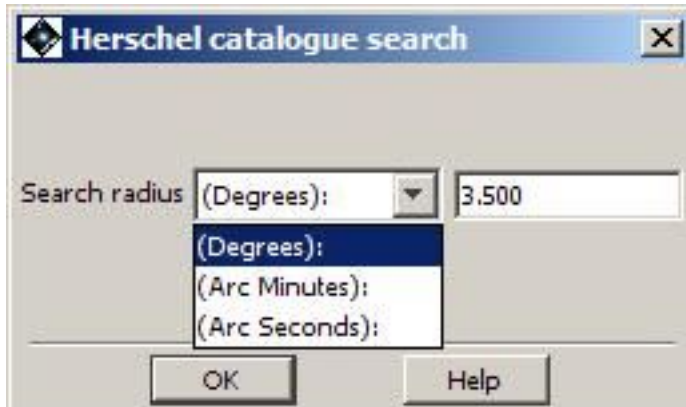 Herschel catalogue search
Search radius (Degrees): 3.500
(Degrees):
(Arc Minutes):
(Arc Seconds):
OK Help